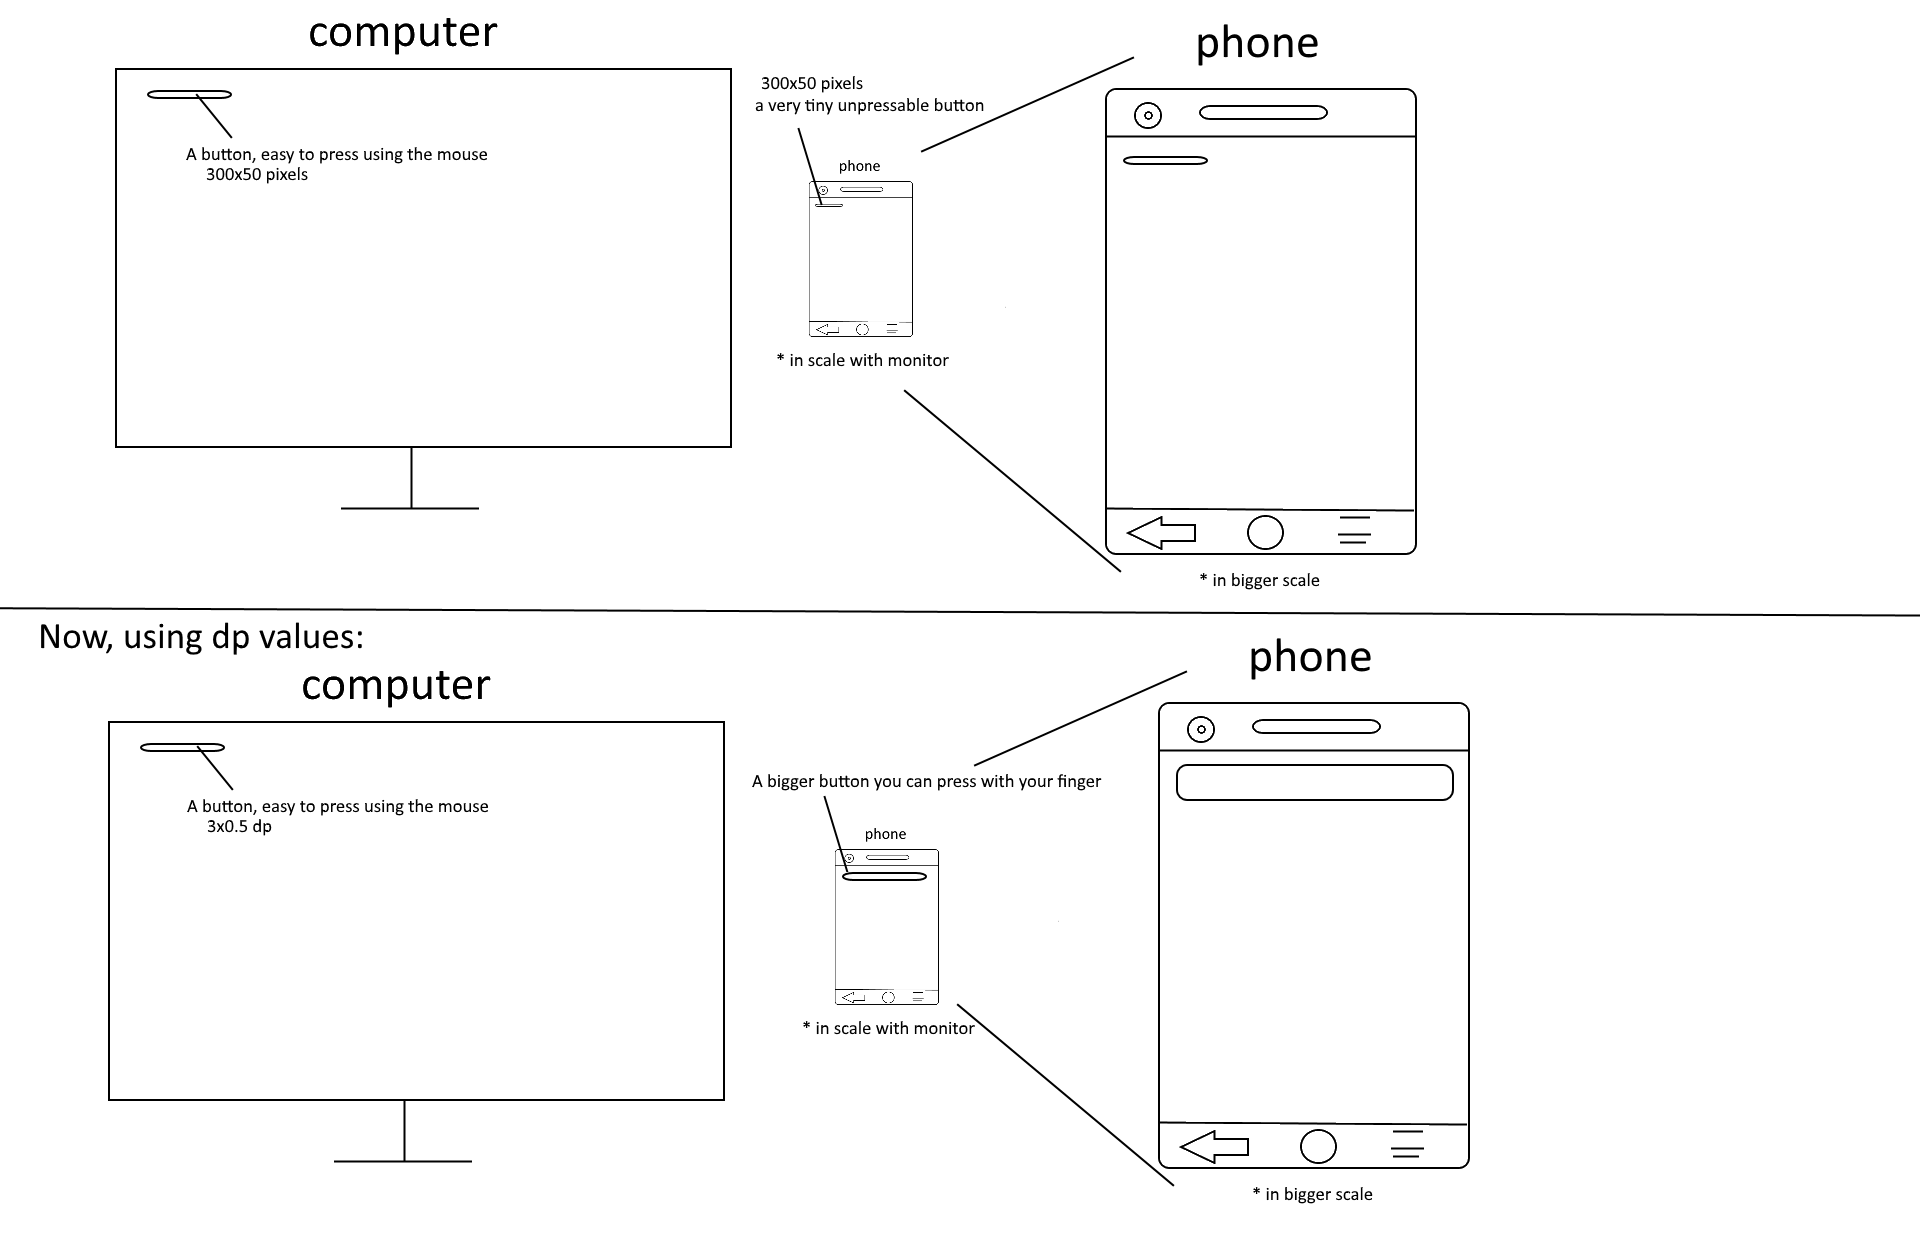 computer
A button, easy to press using the mouse
300x50 pixels
300x50 pixels
a very tiny unpressable button
phone
* in scale with monitor
phone
* in bigger scale
Now, using dp values:
computer
A button, easy to press using the mouse
3x0.5 dp
A bigger button you can press with your finger
phone
* in scale with monitor
phone
* in bigger scale